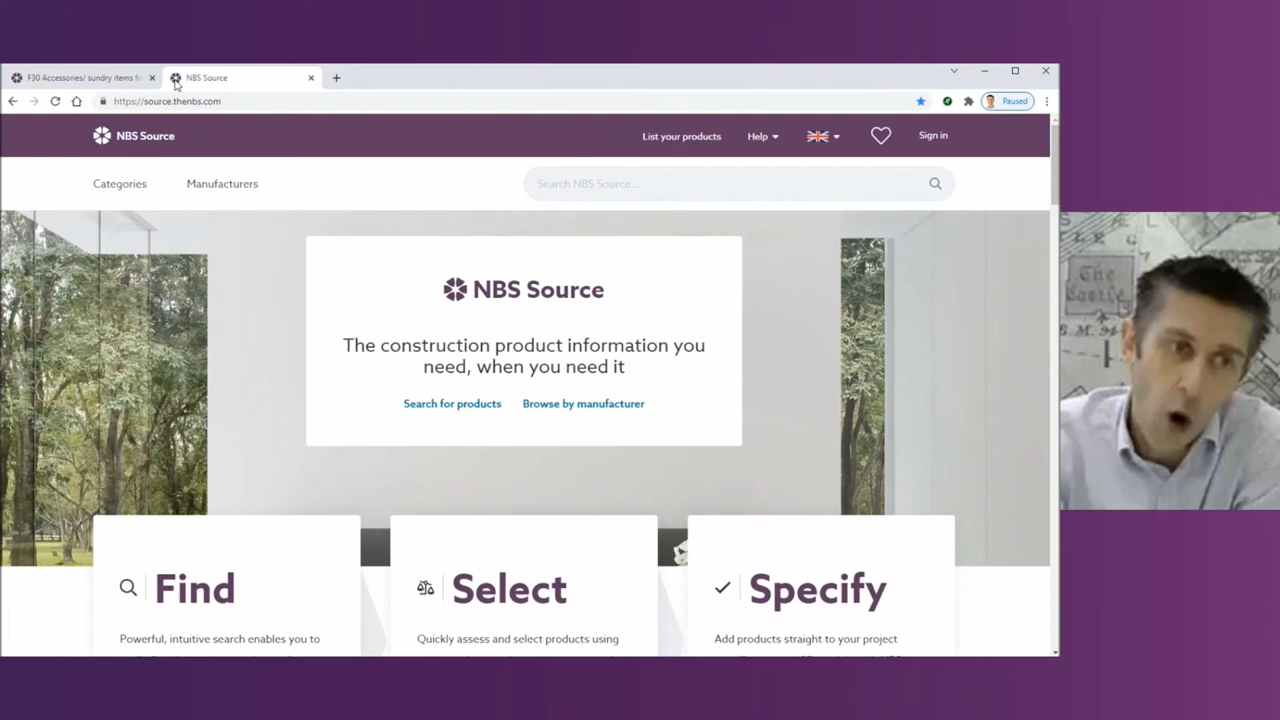 F30 Accessories/ sundry items fo
NBS Source
https://source.thenbs.com
Paused
NBS Source
List your products
Help
Sign in
Categories
Manufacturers
Search NBS Source...
NBS Source
The construction product information you
need, when you need it
Search for products
Browse by manufacturer
Find
Select
Specify
Powerful, intuitive search enables you to
Quickly assess and select products using
Add products straight to your project
The
Castle